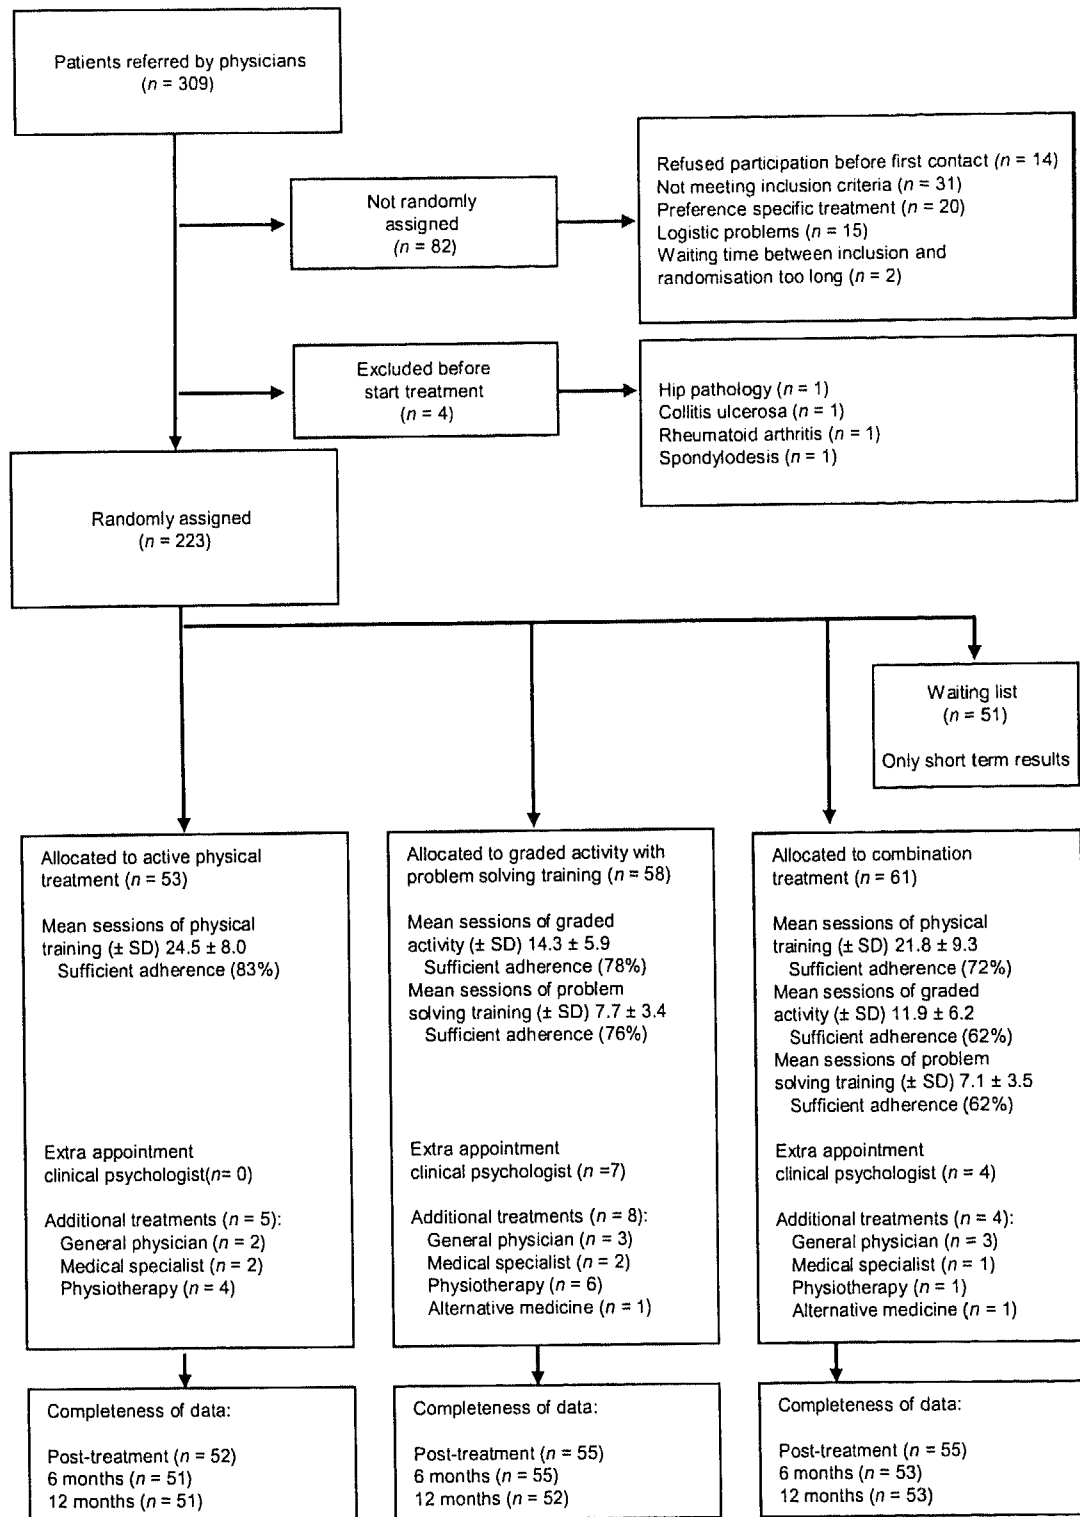 Patients referred by physicians
(n = 309)
Not randomly
assigned
(n = 82)
Refused participation before first contact (n = 14)
Not meeting inclusion criteria (n = 31)
Preference specific treatment (n = 20)
Logistic problems (n = 15)
Waiting time between inclusion and
randomisation too long (n = 2)
Excluded before
start treatment
(n = 4)
Hip pathology (n = 1)
Collitis ulcerosa (n = 1)
Rheumatoid arthritis (n = 1)
Spondylodesis (n = 1)
Randomly assigned
(n = 223)
Waiting list
(n = 51)
Only short term results
Allocated to active physical
treatment (n = 53)
Mean sessions of physical
training (± SD) 24.5 ± 8.0
Sufficient adherence (83%)
Extra appointment
clinical psychologist(n= 0)
Additional treatments (n = 5):
General physician (n = 2)
Medical specialist (n = 2)
Physiotherapy (n = 4)
Allocated to graded activity with
problem solving training (n = 58)
Mean sessions of graded
activity (± SD) 14.3 ± 5.9
Sufficient adherence (78%)
Mean sessions of problem
solving training (± SD) 7.7 ± 3.4
Sufficient adherence (76%)
Extra appointment
clinical psychologist (n =7)
Additional treatments (n = 8):
General physician (n = 3)
Medical specialist (n = 2)
Physiotherapy (n = 6)
Alternative medicine (n = 1)
Allocated to combination
treatment (n = 61)
Mean sessions of physical
training (± SD) 21.8 ± 9.3
Sufficient adherence (72%)
Mean sessions of graded
activity (± SD) 11.9 ± 6.2
Sufficient adherence (62%)
Mean sessions of problem
solving training (± SD) 7.1 ± 3.5
Sufficient adherence (62%)
Extra appointment
clinical psychologist (n = 4)
Additional treatments (n = 4):
General physician (n = 3)
Medical specialist (n = 1)
Physiotherapy (n = 1)
Alternative medicine (n = 1)
Completeness of data:
Post-treatment (n = 52)
6 months (n = 51)
12 months (n = 51)
Completeness of data:
Post-treatment (n = 55)
6 months (n = 55)
12 months (n = 52)
Completeness of data:
Post-treatment (n = 55)
6 months (n = 53)
12 months (n = 53)